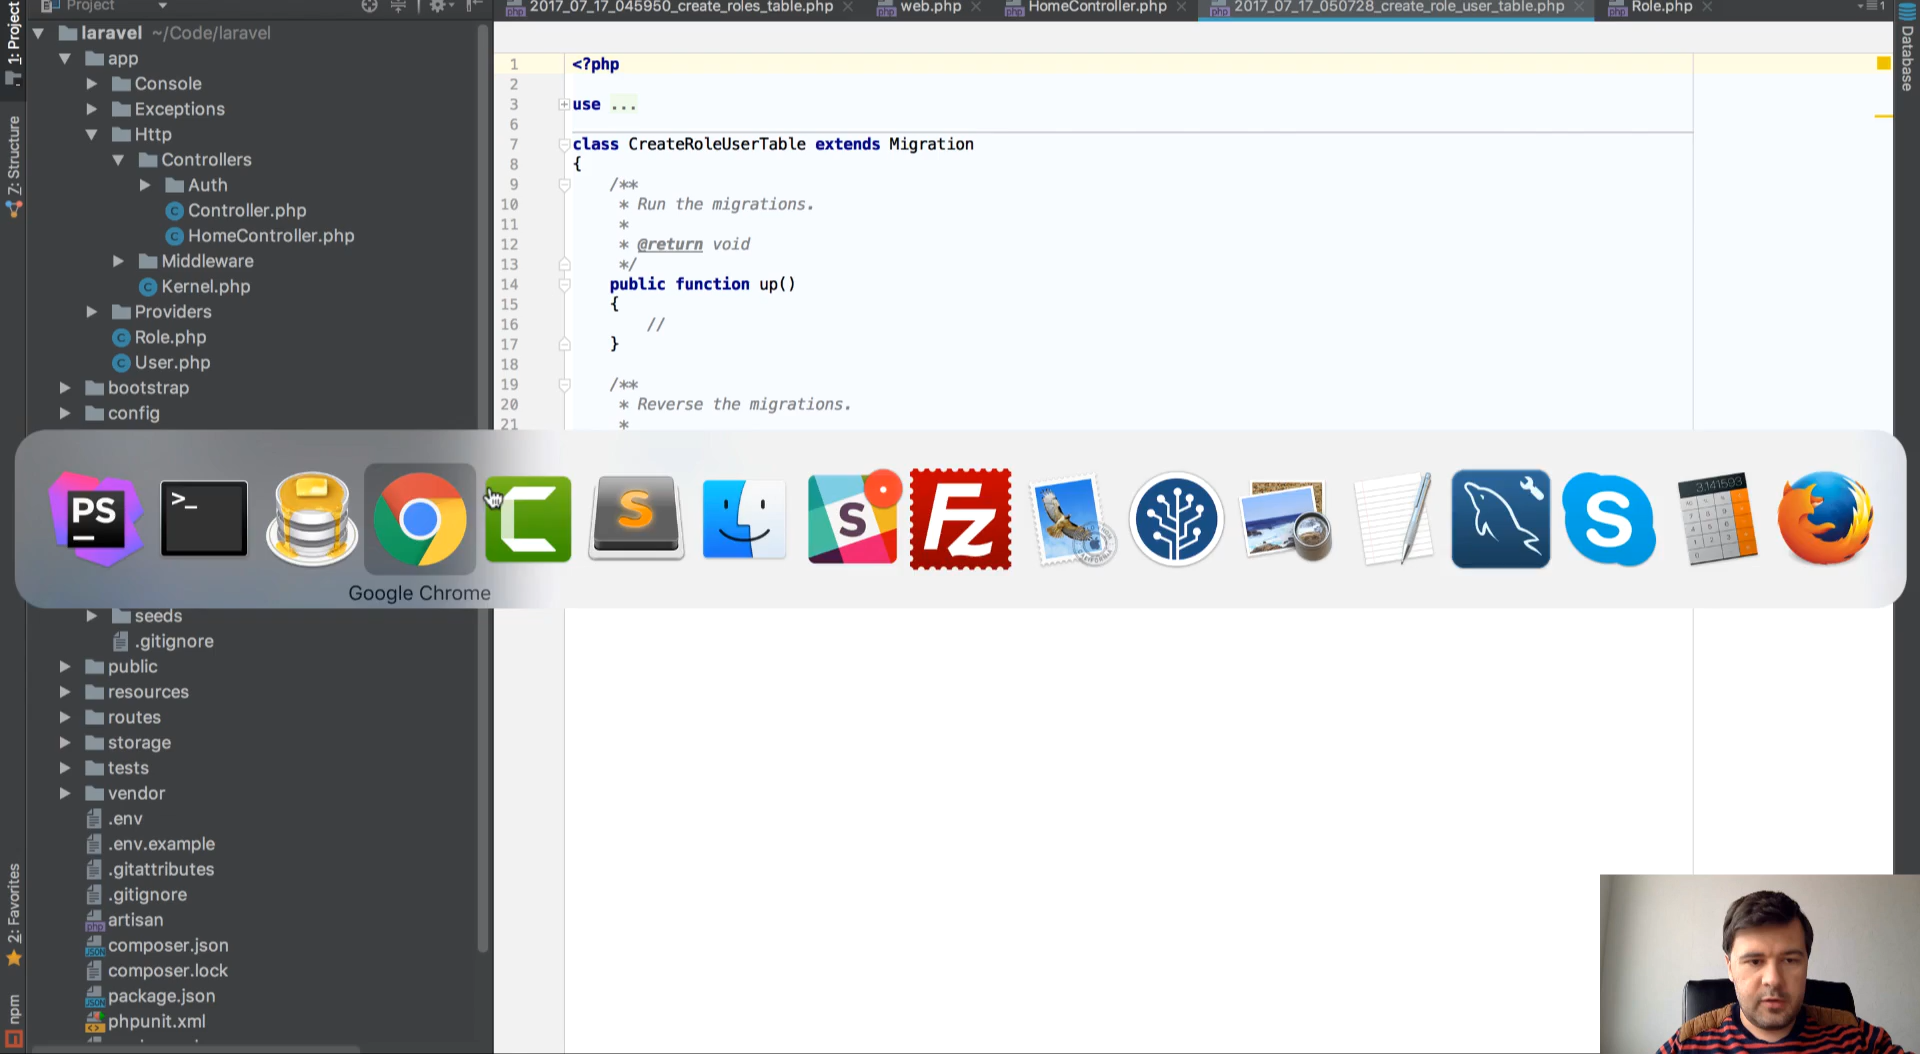 Project
2017_07_17_045950_create_roles_table.php
web.php
HomeController.php
2017_07_17_050728_create_role_user_table.php
Role.php
1
1: Project
7: Structure
2: Favorites
npm
Database
laravel ~/Code/laravel
app
Console
Exceptions
Http
Controllers
Auth
Controller.php
HomeController.php
Middleware
Kernel.php
Providers
Role.php
User.php
bootstrap
config
seeds
.gitignore
public
resources
routes
storage
tests
vendor
.env
.env.example
.gitattributes
.gitignore
artisan
composer.json
composer.lock
package.json
phpunit.xml
1 <?php
2
3 use ...
6
7 class CreateRoleUserTable extends Migration
8 {
9 /**
10 * Run the migrations.
11 *
12 * @return void
13 */
14 public function up()
15 {
16 //
17 }
18
19 /**
20 * Reverse the migrations.
21 *
PS
>_
C
S
S
Fz
S
3.141593
Google Chrome